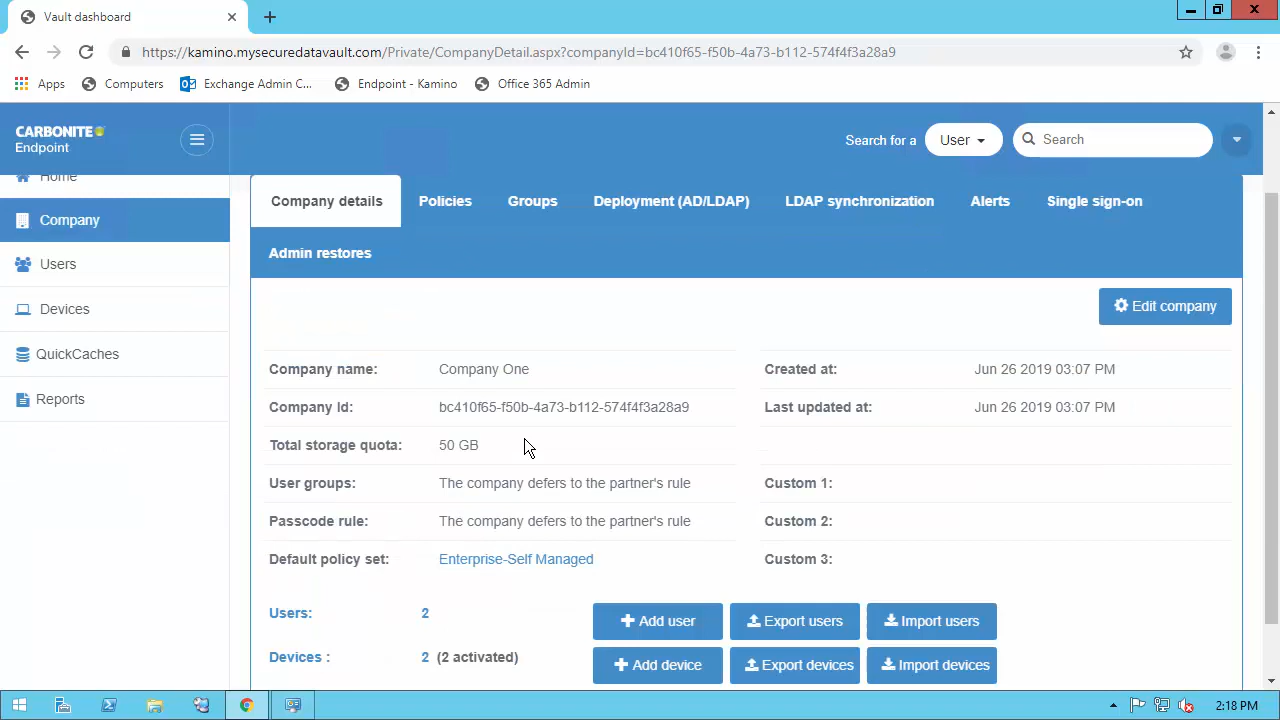 Vault dashboard
https://kamino.mysecuredatavault.com/Private/CompanyDetail.aspx?companyId=bc410f65-f50b-4a73-b112-574f4f3a28a9
Apps Computers Exchange Admin C... Endpoint - Kamino Office 365 Admin
CARBONITE
Endpoint
Search for a User Search
Home
Company
Users
Devices
QuickCaches
Reports
Company details Policies Groups Deployment (AD/LDAP) LDAP synchronization Alerts Single sign-on
Admin restores
Edit company
Company name: Company One Created at: Jun 26 2019 03:07 PM
Company Id: bc410f65-f50b-4a73-b112-574f4f3a28a9 Last updated at: Jun 26 2019 03:07 PM
Total storage quota: 50 GB
User groups: The company defers to the partner's rule Custom 1:
Passcode rule: The company defers to the partner's rule Custom 2:
Default policy set: Enterprise-Self Managed Custom 3:
Users: 2 Add user Export users Import users
Devices : 2 (2 activated) Add device Export devices Import devices
2:18 PM